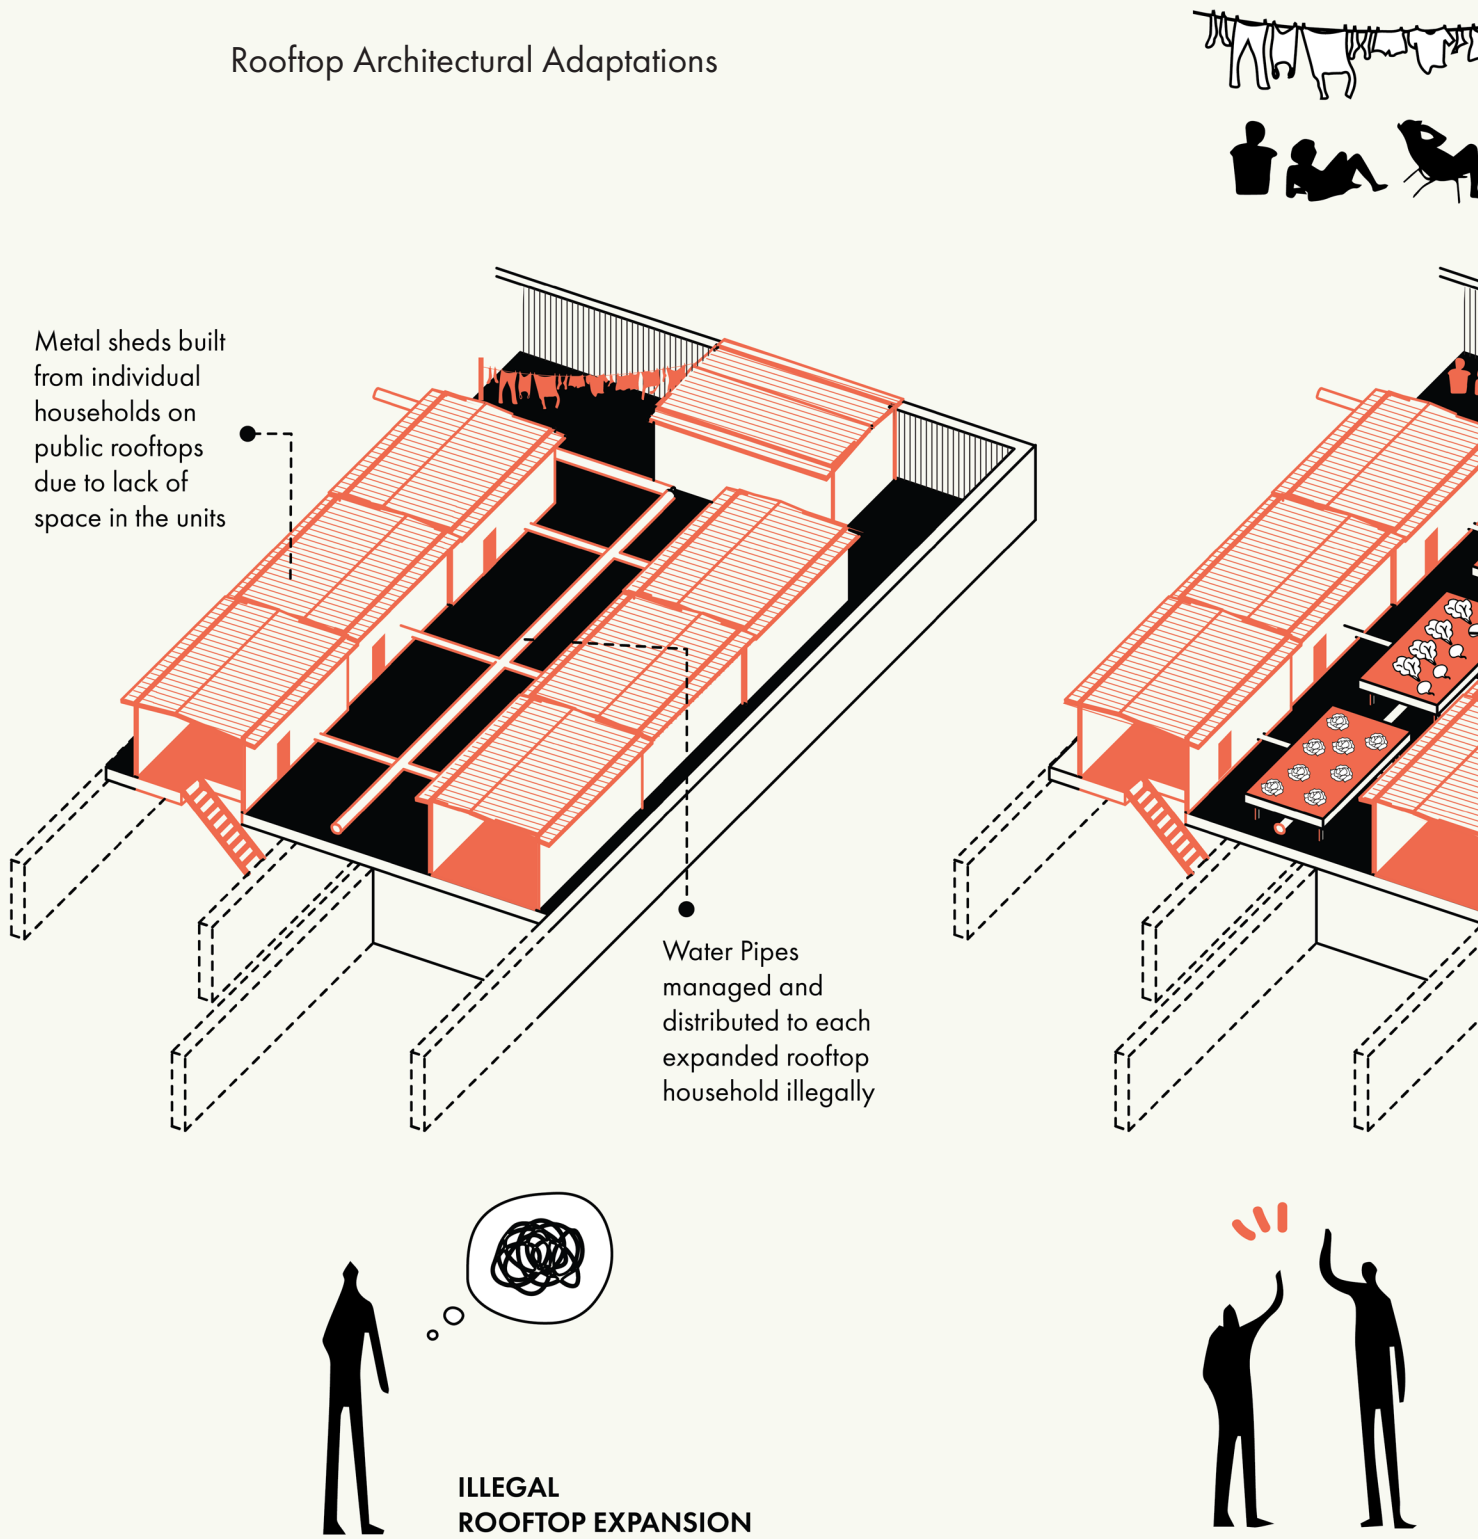 Rooftop Architectural Adaptations
Metal sheds built
from individual
households on
public rooftops
due to lack of
space in the units
Water Pipes
managed and
distributed to each
expanded rooftop
household illegally
ILLEGAL
ROOFTOP EXPANSION